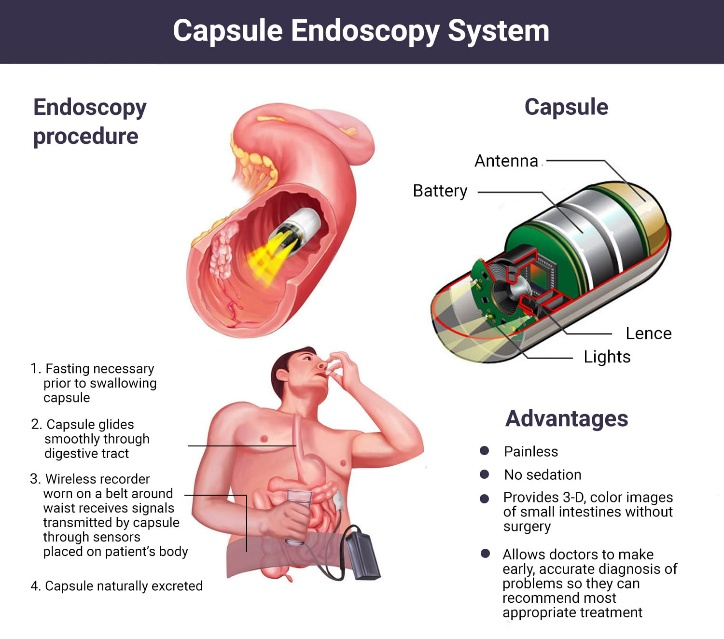 Capsule Endoscopy System
Endoscopy
procedure
1. Fasting necessary
prior to swallowing
capsule
2. Capsule glides
smoothly through
digestive tract
3. Wireless recorder
worn on a belt around
waist receives signals
transmitted by capsule
through sensors
placed on patient's body
4. Capsule naturally excreted
Capsule
Antenna
Battery
Lence
Lights
Advantages
Painless
No sedation
Provides 3-D, color images
of small intestines without
surgery
Allows doctors to make
early, accurate diagnosis of
problems so they can
recommend most
appropriate treatment